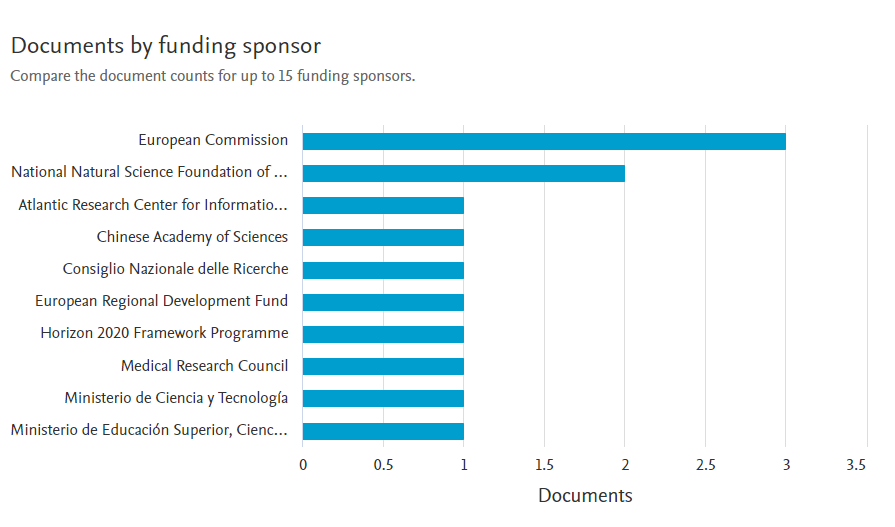 Documents by funding sponsor
Compare the document counts for up to 15 funding sponsors.
European Commission
National Natural Science Foundation of ...
Atlantic Research Center for Informatio...
Chinese Academy of Sciences
Consiglio Nazionale delle Ricerche
European Regional Development Fund
Horizon 2020 Framework Programme
Medical Research Council
Ministerio de Ciencia y Tecnología
Ministerio de Educación Superior, Cienc...
0 0.5 1 1.5 2 2.5 3 3.5
Documents